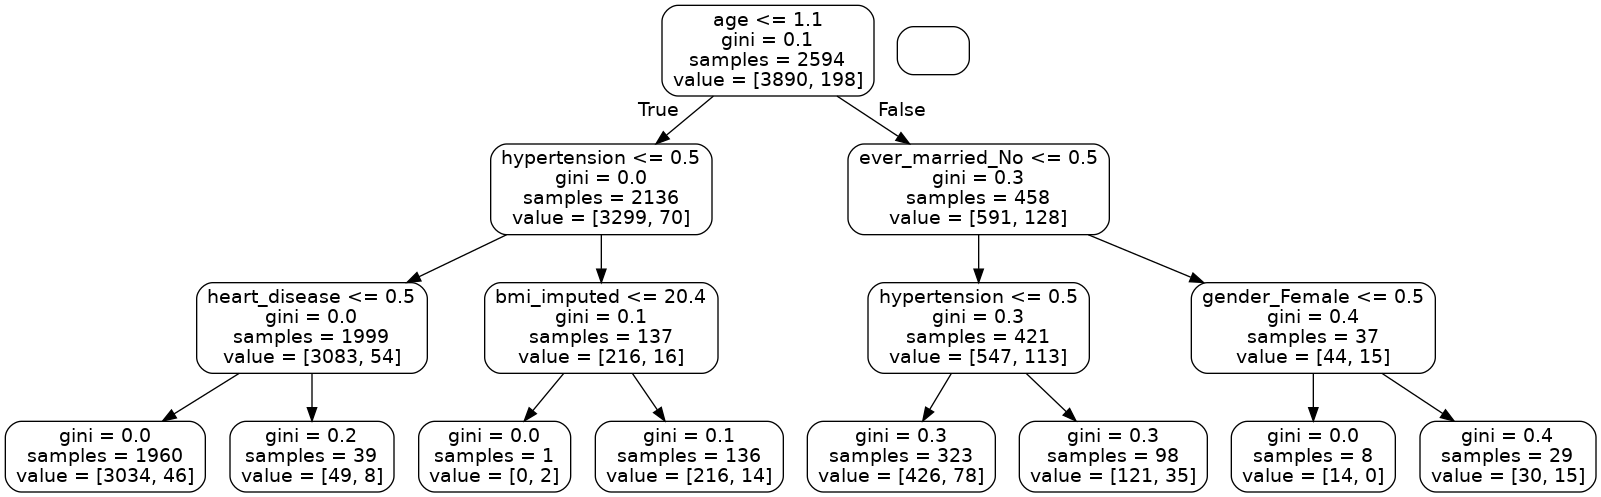 age <= 1.1
gini = 0.1
samples = 2594
value = [3890, 198]
True
False
hypertension <= 0.5
gini = 0.0
samples = 2136
value = [3299, 70]
ever_married_No <= 0.5
gini = 0.3
samples = 458
value = [591, 128]
heart_disease <= 0.5
gini = 0.0
samples = 1999
value = [3083, 54]
bmi_imputed <= 20.4
gini = 0.1
samples = 137
value = [216, 16]
hypertension <= 0.5
gini = 0.3
samples = 421
value = [547, 113]
gender_Female <= 0.5
gini = 0.4
samples = 37
value = [44, 15]
gini = 0.0
samples = 1960
value = [3034, 46]
gini = 0.2
samples = 39
value = [49, 8]
gini = 0.0
samples = 1
value = [0, 2]
gini = 0.1
samples = 136
value = [216, 14]
gini = 0.3
samples = 323
value = [426, 78]
gini = 0.3
samples = 98
value = [121, 35]
gini = 0.0
samples = 8
value = [14, 0]
gini = 0.4
samples = 29
value = [30, 15]